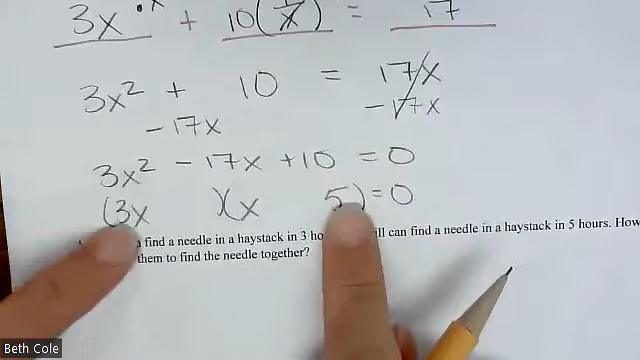 3x·x + 10(1/x) = 17
3x² + 10 = 17x
- 17x - 17x
3x² - 17x + 10 = 0
(3x )(x 5) = 0
find a needle in a haystack in 3 can find a needle in a haystack in 5 hours. How
them to find the needle together?
Beth Cole